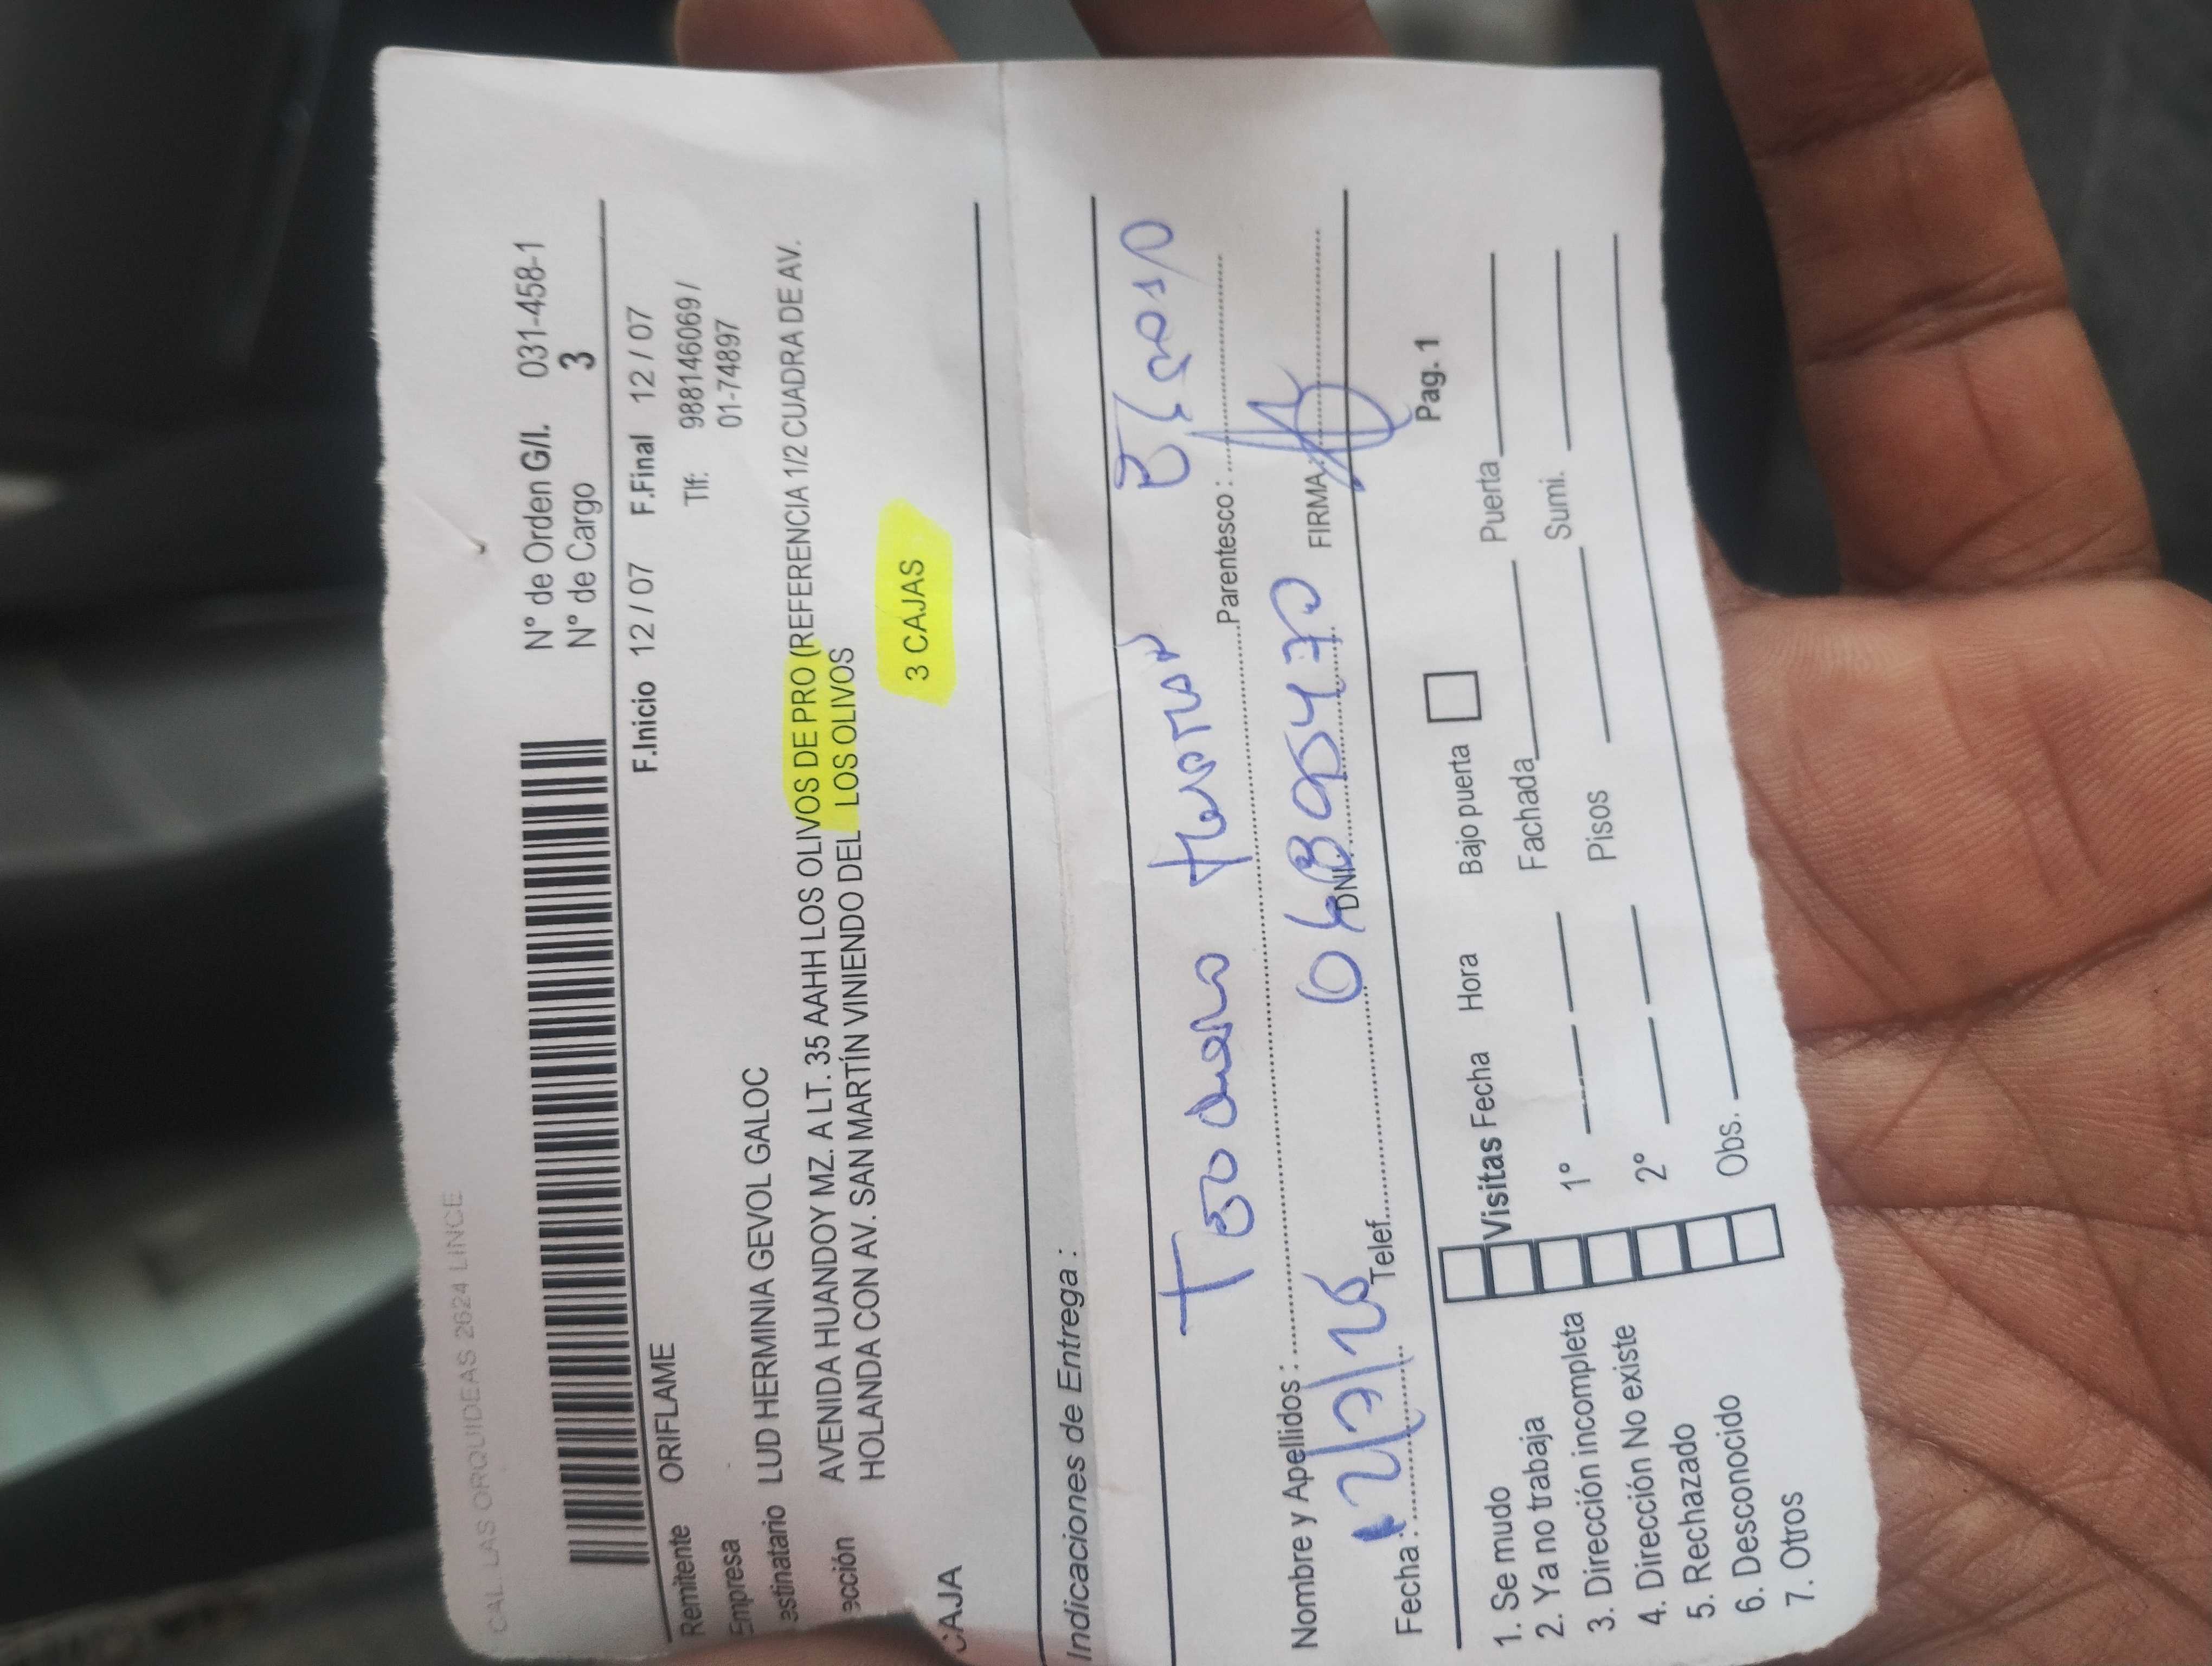 CAL. LAS ORQUIDEAS 2624 LINCE
N° de Orden G/I. 031-458-1
N° de Cargo 3
F.Inicio 12 / 07 F.Final 12 / 07
Remitente ORIFLAME Tlf: 988146069 /
Empresa 01-74897
estinatario LUD HERMINIA GEVOL GALOC
ección AVENIDA HUANDOY MZ. A LT. 35 AAHH LOS OLIVOS DE PRO (REFERENCIA 1/2 CUADRA DE AV.
HOLANDA CON AV. SAN MARTÍN VINIENDO DEL LOS OLIVOS
CAJA 3 CAJAS
Indicaciones de Entrega :
Nombre y Apellidos : Parentesco :
Fecha : Telef. DNI: FIRMA:
Pag. 1
1. Se mudo Visitas Fecha Hora Bajo puerta
2. Ya no trabaja 1° Fachada Puerta
3. Dirección incompleta
4. Dirección No existe 2° Pisos Sumi.
5. Rechazado
6. Desconocido Obs.
7. Otros